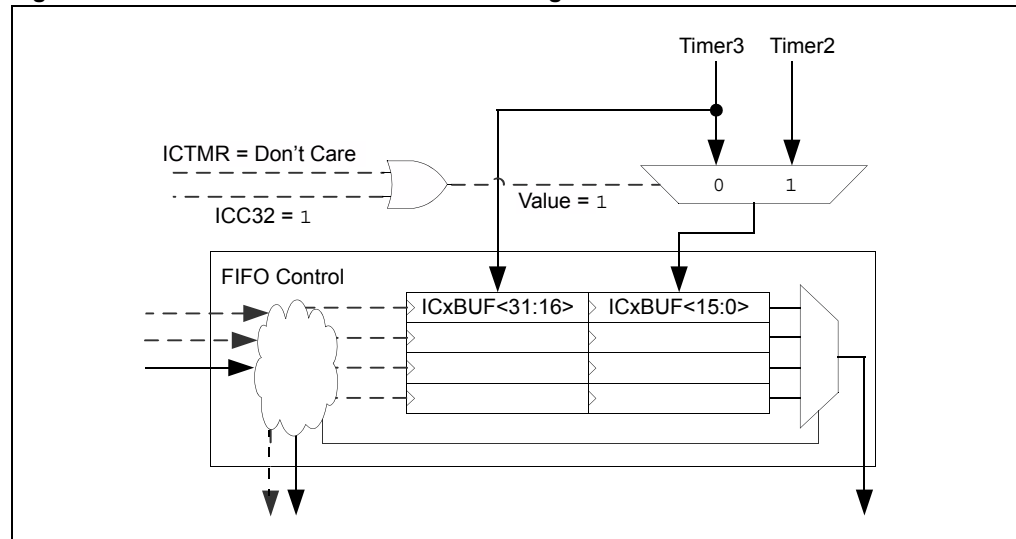 Timer3 Timer2
ICTMR = Don't Care
0 1
Value = 1
ICC32 = 1
FIFO Control
ICxBUF<31:16> ICxBUF<15:0>